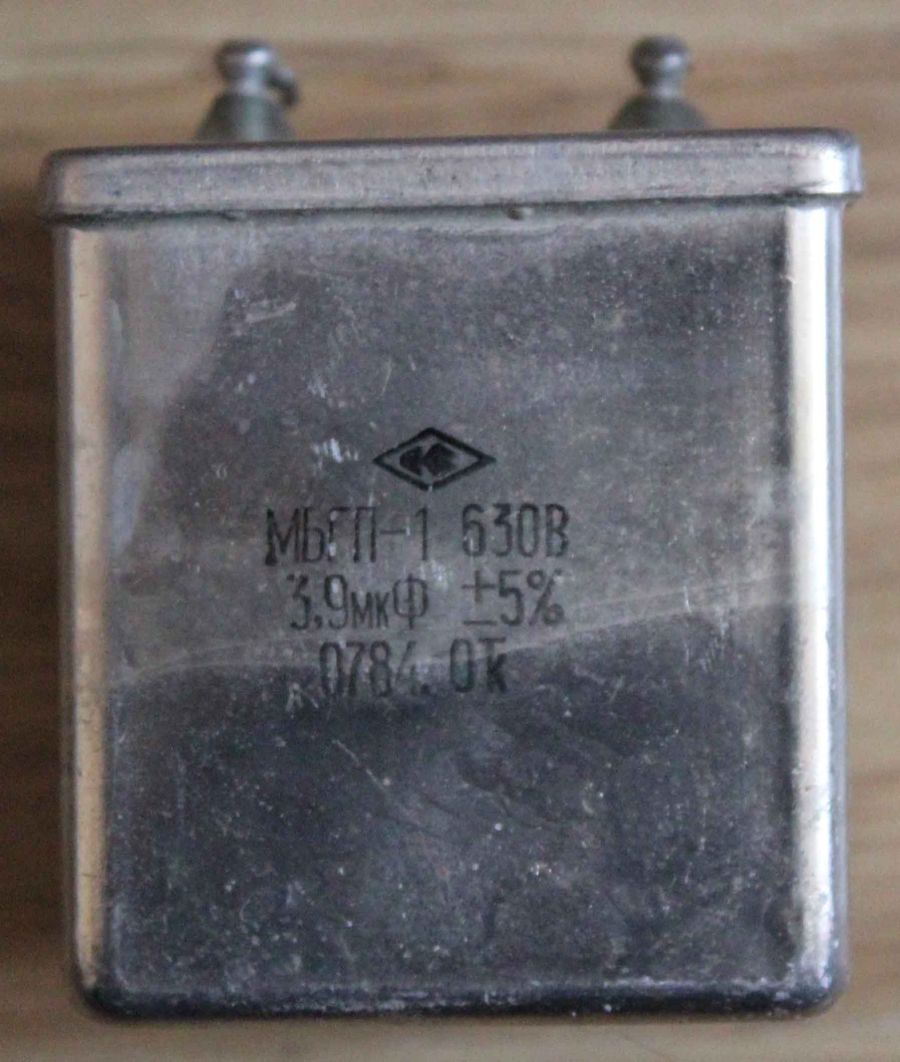 МБГП-1 630В
3,9мкФ ±5%
0784. ОТК